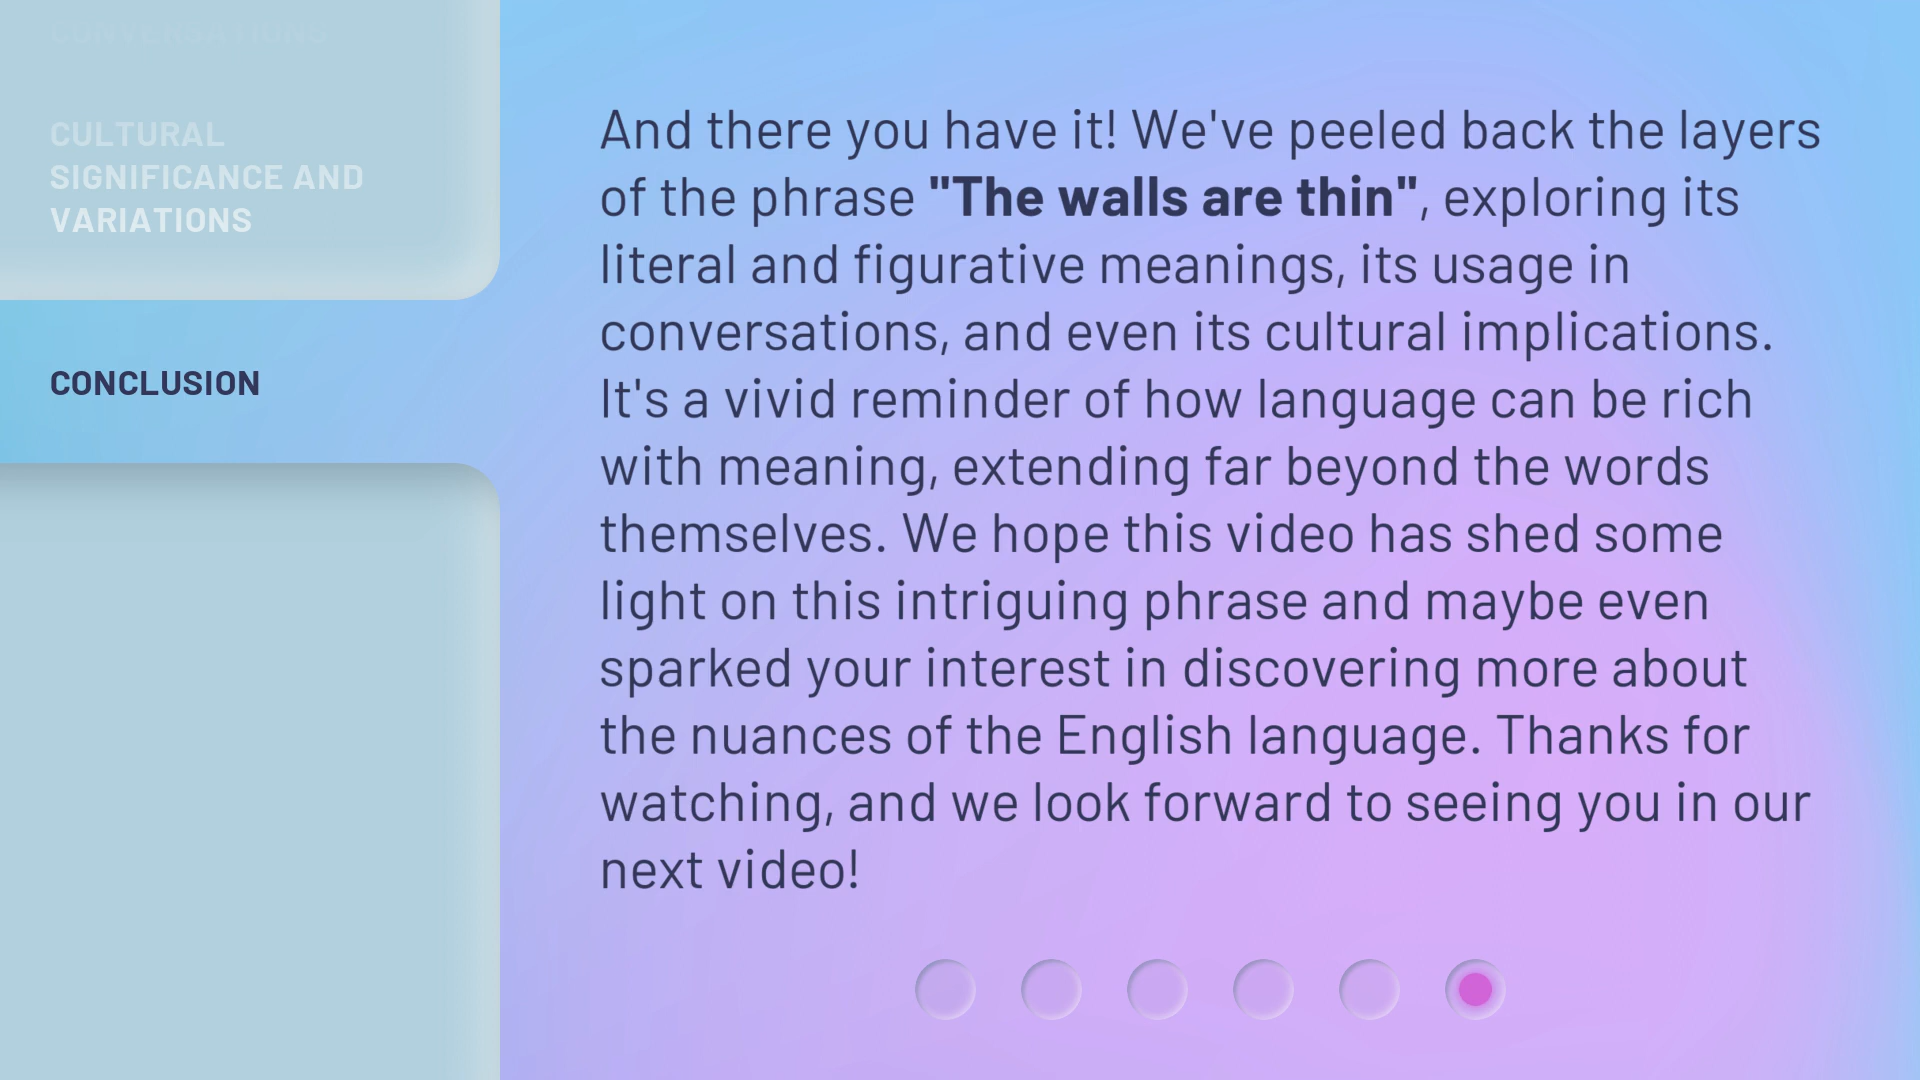 CONVERSATIONS
CULTURAL
SIGNIFICANCE AND
VARIATIONS
CONCLUSION
And there you have it! We've peeled back the layers
of the phrase "The walls are thin", exploring its
literal and figurative meanings, its usage in
conversations, and even its cultural implications.
It's a vivid reminder of how language can be rich
with meaning, extending far beyond the words
themselves. We hope this video has shed some
light on this intriguing phrase and maybe even
sparked your interest in discovering more about
the nuances of the English language. Thanks for
watching, and we look forward to seeing you in our
next video!